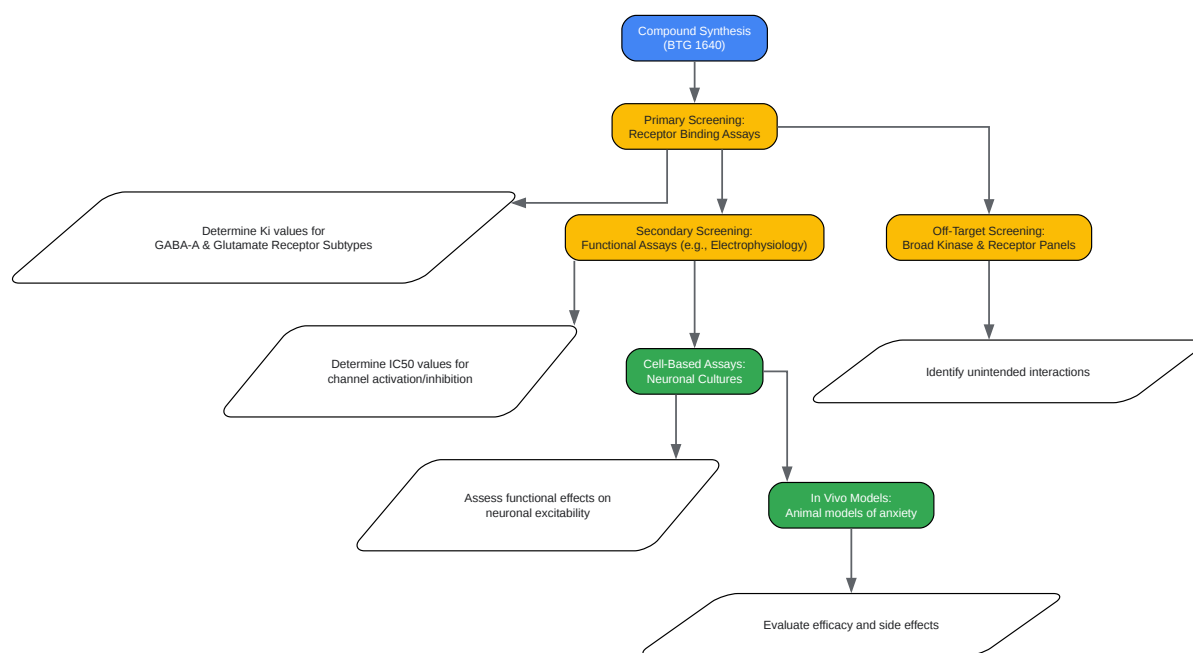 Compound Synthesis
(BTG 1640)
Primary Screening:
Receptor Binding Assays
Determine Ki values for
GABA-A & Glutamate Receptor Subtypes
Secondary Screening:
Functional Assays (e.g., Electrophysiology)
Off-Target Screening:
Broad Kinase & Receptor Panels
Determine IC50 values for
channel activation/inhibition
Cell-Based Assays:
Neuronal Cultures
Identify unintended interactions
Assess functional effects on
neuronal excitability
In Vivo Models:
Animal models of anxiety
Evaluate efficacy and side effects